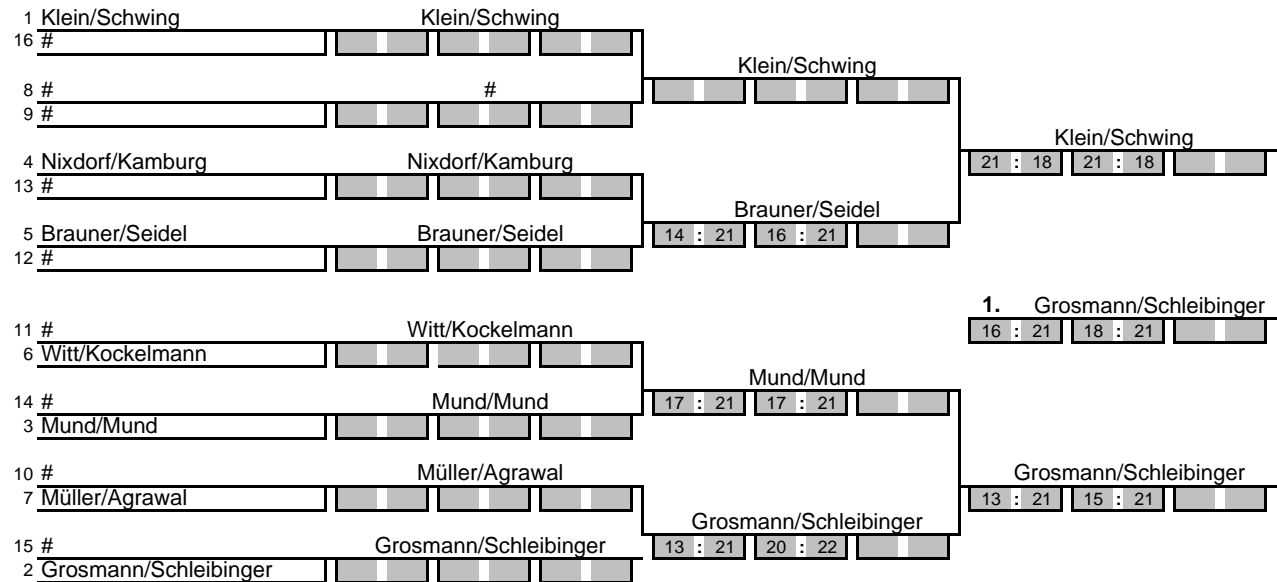 1 Klein/Schwing Klein/Schwing
16 #
Klein/Schwing
8 # #
9 #
Klein/Schwing
4 Nixdorf/Kamburg Nixdorf/Kamburg 21 : 18 21 : 18
13 #
Brauner/Seidel
5 Brauner/Seidel Brauner/Seidel 14 : 21 16 : 21
12 #
1. Grosmann/Schleibinger
11 # Witt/Kockelmann 16 : 21 18 : 21
6 Witt/Kockelmann
Mund/Mund
14 # Mund/Mund 17 : 21 17 : 21
3 Mund/Mund
10 # Müller/Agrawal Grosmann/Schleibinger
7 Müller/Agrawal 13 : 21 15 : 21
Grosmann/Schleibinger
15 # Grosmann/Schleibinger 13 : 21 20 : 22
2 Grosmann/Schleibinger